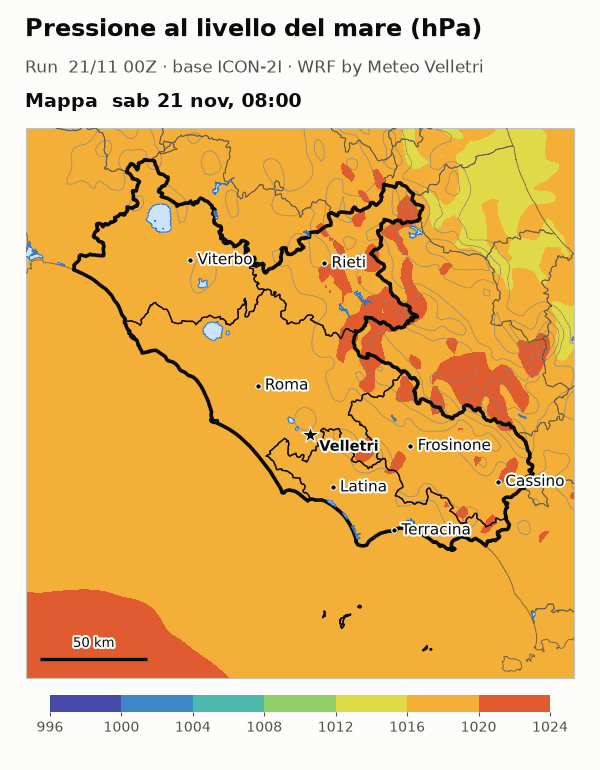 Pressione al livello del mare (hPa)
Run  21/11 00Z · base ICON-2I · WRF by Meteo Velletri
Mappa  sab 21 nov, 08:00
Viterbo
Rieti
Roma
Velletri
Frosinone
Latina
Cassino
Terracina
50 km
996 1000 1004 1008 1012 1016 1020 1024